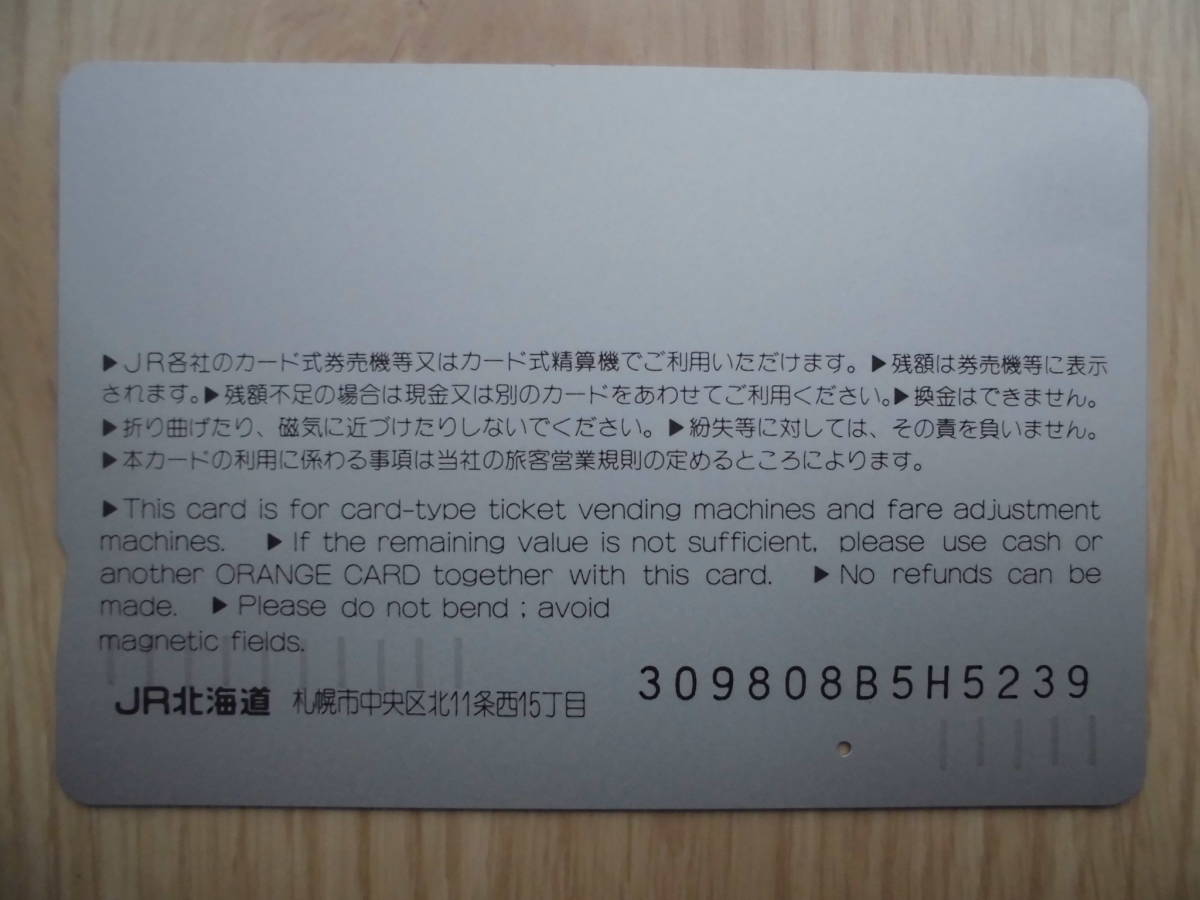 ▶JR各社のカード式券売機等又はカード式精算機でご利用いただけます。▶残額は券売機等に表示
されます。▶残額不足の場合は現金又は別のカードをあわせてご利用ください。▶換金はできません。
▶折り曲げたり、磁気に近づけたりしないでください。▶紛失等に対しては、その責を負いません。
▶本カードの利用に係わる事項は当社の旅客営業規則の定めるところによります。
▶This card is for card-type ticket vending machines and fare adjustment
machines. ▶If the remaining value is not sufficient, please use cash or
another ORANGE CARD together with this card. ▶No refunds can be
made. ▶Please do not bend ; avoid
magnetic fields.
309808B5H5239
JR北海道 札幌市中央区北11条西15丁目